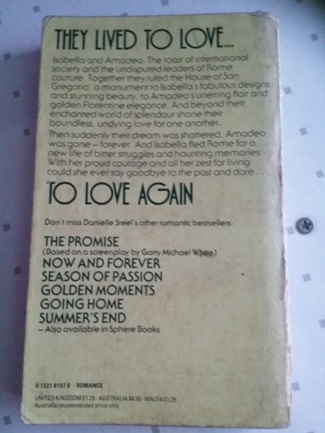 THEY LIVED TO LOVE...
Isabella and Amadeo. The toast of international
society and the undisputed leaders of Rome
couture. Together they ruled the House of San
Gregorio, a monument to Isabella's fabulous designs
and stunning beauty, to Amadeo's unerring flair and
golden Florentine elegance. And beyond their
enchanted world of splendour shone their
boundless, undying love for one another.
Then suddenly their dream was shattered. Amadeo
was gone – forever. And Isabella fled Rome for a
new life of bitter struggles and haunting memories.
With her proud courage and all her zest for living
could she ever say goodbye to the past and dare...
TO LOVE AGAIN
Don't miss Danielle Steel's other romantic bestsellers:
THE PROMISE
(Based on a screenplay by Garry Michael White)
NOW AND FOREVER
SEASON OF PASSION
GOLDEN MOMENTS
GOING HOME
SUMMER'S END
– Also available in Sphere Books
0 7221 8187 8 ROMANCE
UNITED KINGDOM £1.25 AUSTRALIA $4.50 MALTA £1.25
Australia recommended price only